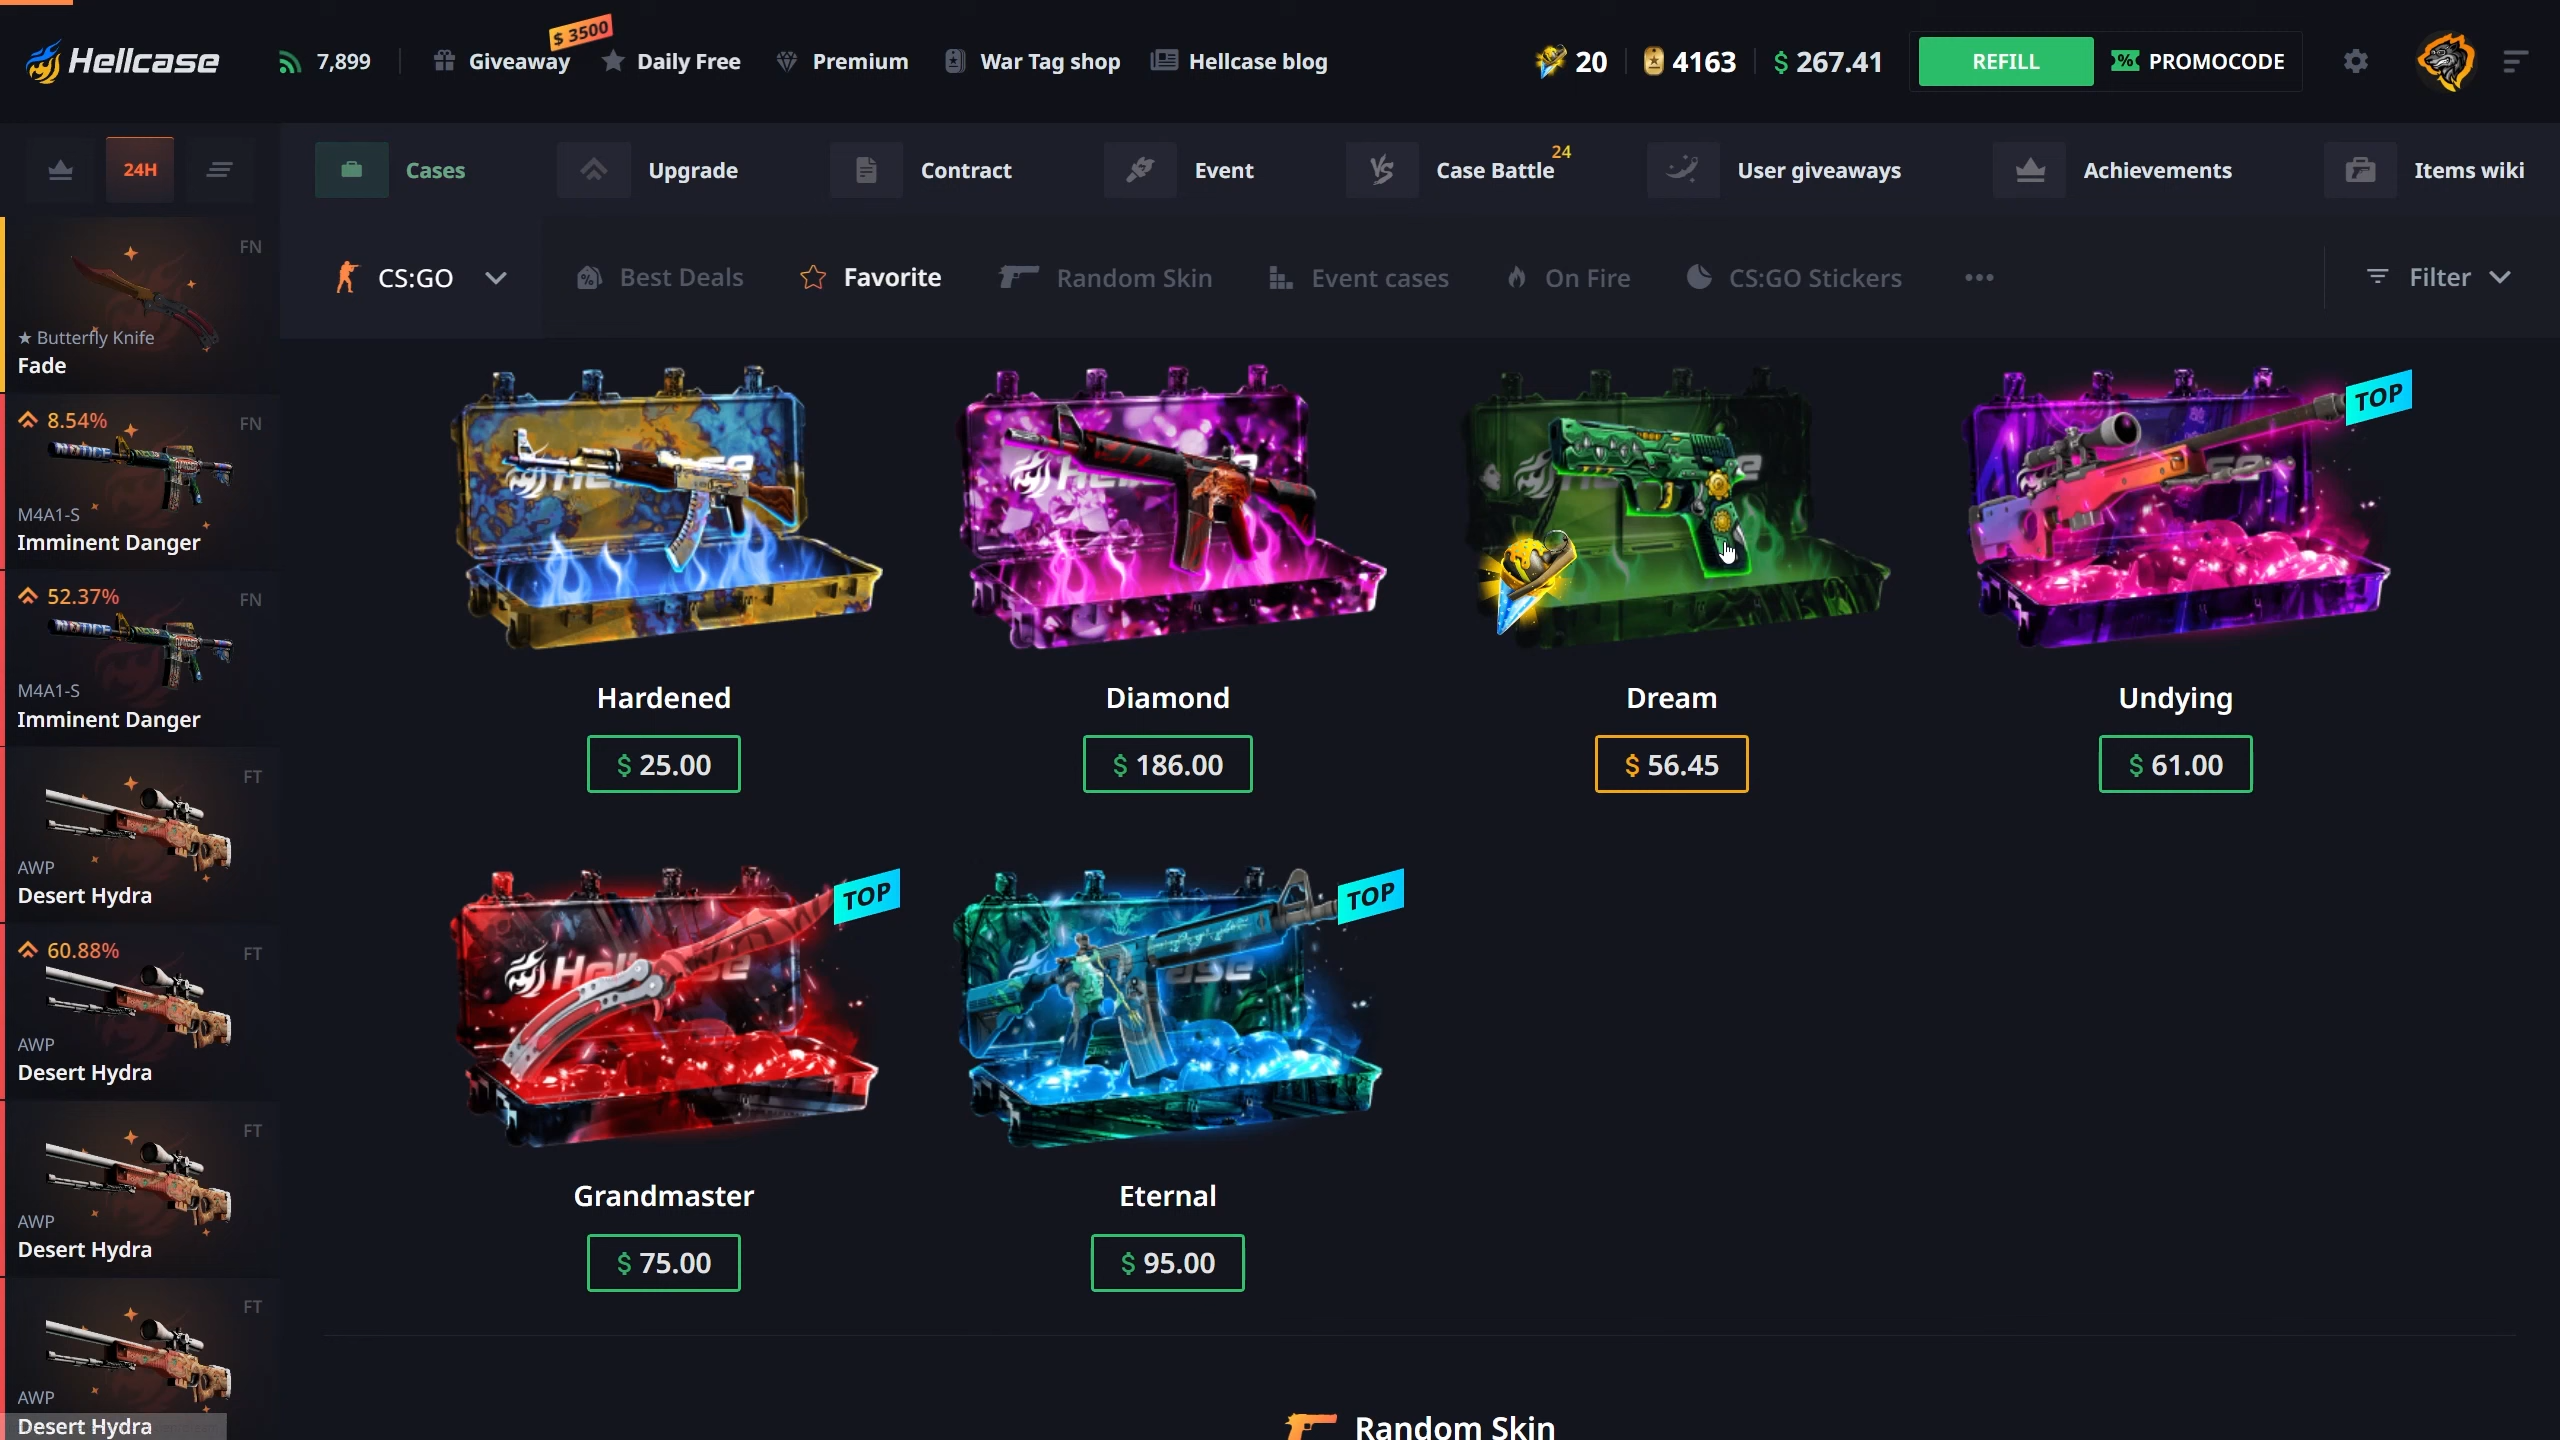 Hellcase
7,899
Giveaway
$ 3500
Daily Free
Premium
War Tag shop
Hellcase blog
20
4163
$ 267.41
REFILL
% PROMOCODE
24H
Cases
Upgrade
Contract
Event
Case Battle
24
User giveaways
Achievements
Items wiki
CS:GO
Best Deals
Favorite
Random Skin
Event cases
On Fire
CS:GO Stickers
Filter
FN
★ Butterfly Knife
Fade
8.54%
FN
M4A1-S
Imminent Danger
52.37%
FN
M4A1-S
Imminent Danger
FT
AWP
Desert Hydra
60.88%
FT
AWP
Desert Hydra
FT
AWP
Desert Hydra
FT
AWP
Desert Hydra
Hardened
$ 25.00
Diamond
$ 186.00
Dream
$ 56.45
TOP
Undying
$ 61.00
TOP
Grandmaster
$ 75.00
TOP
Eternal
$ 95.00
Random Skin